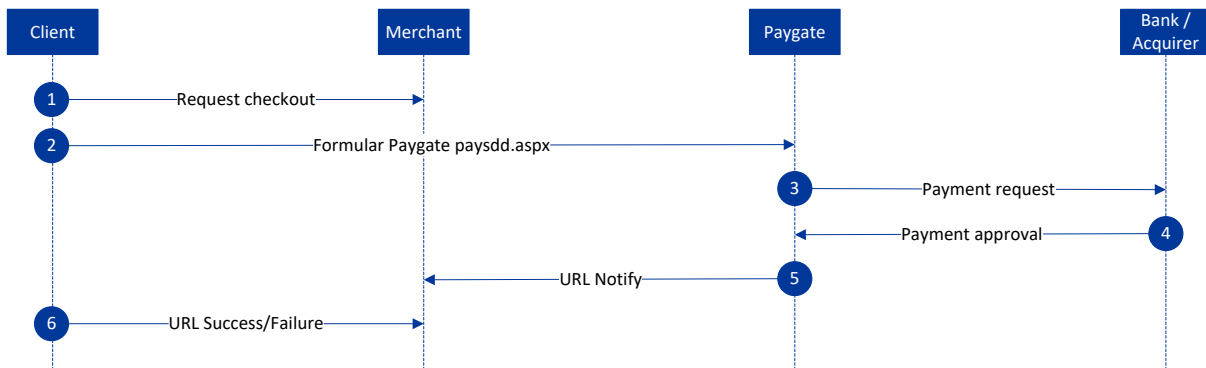 Client
Merchant
Paygate
Bank /
Acquirer
1
Request checkout
2
Formular Paygate paysdd.aspx
3
Payment request
Payment approval
4
URL Notify
5
6
URL Success/Failure